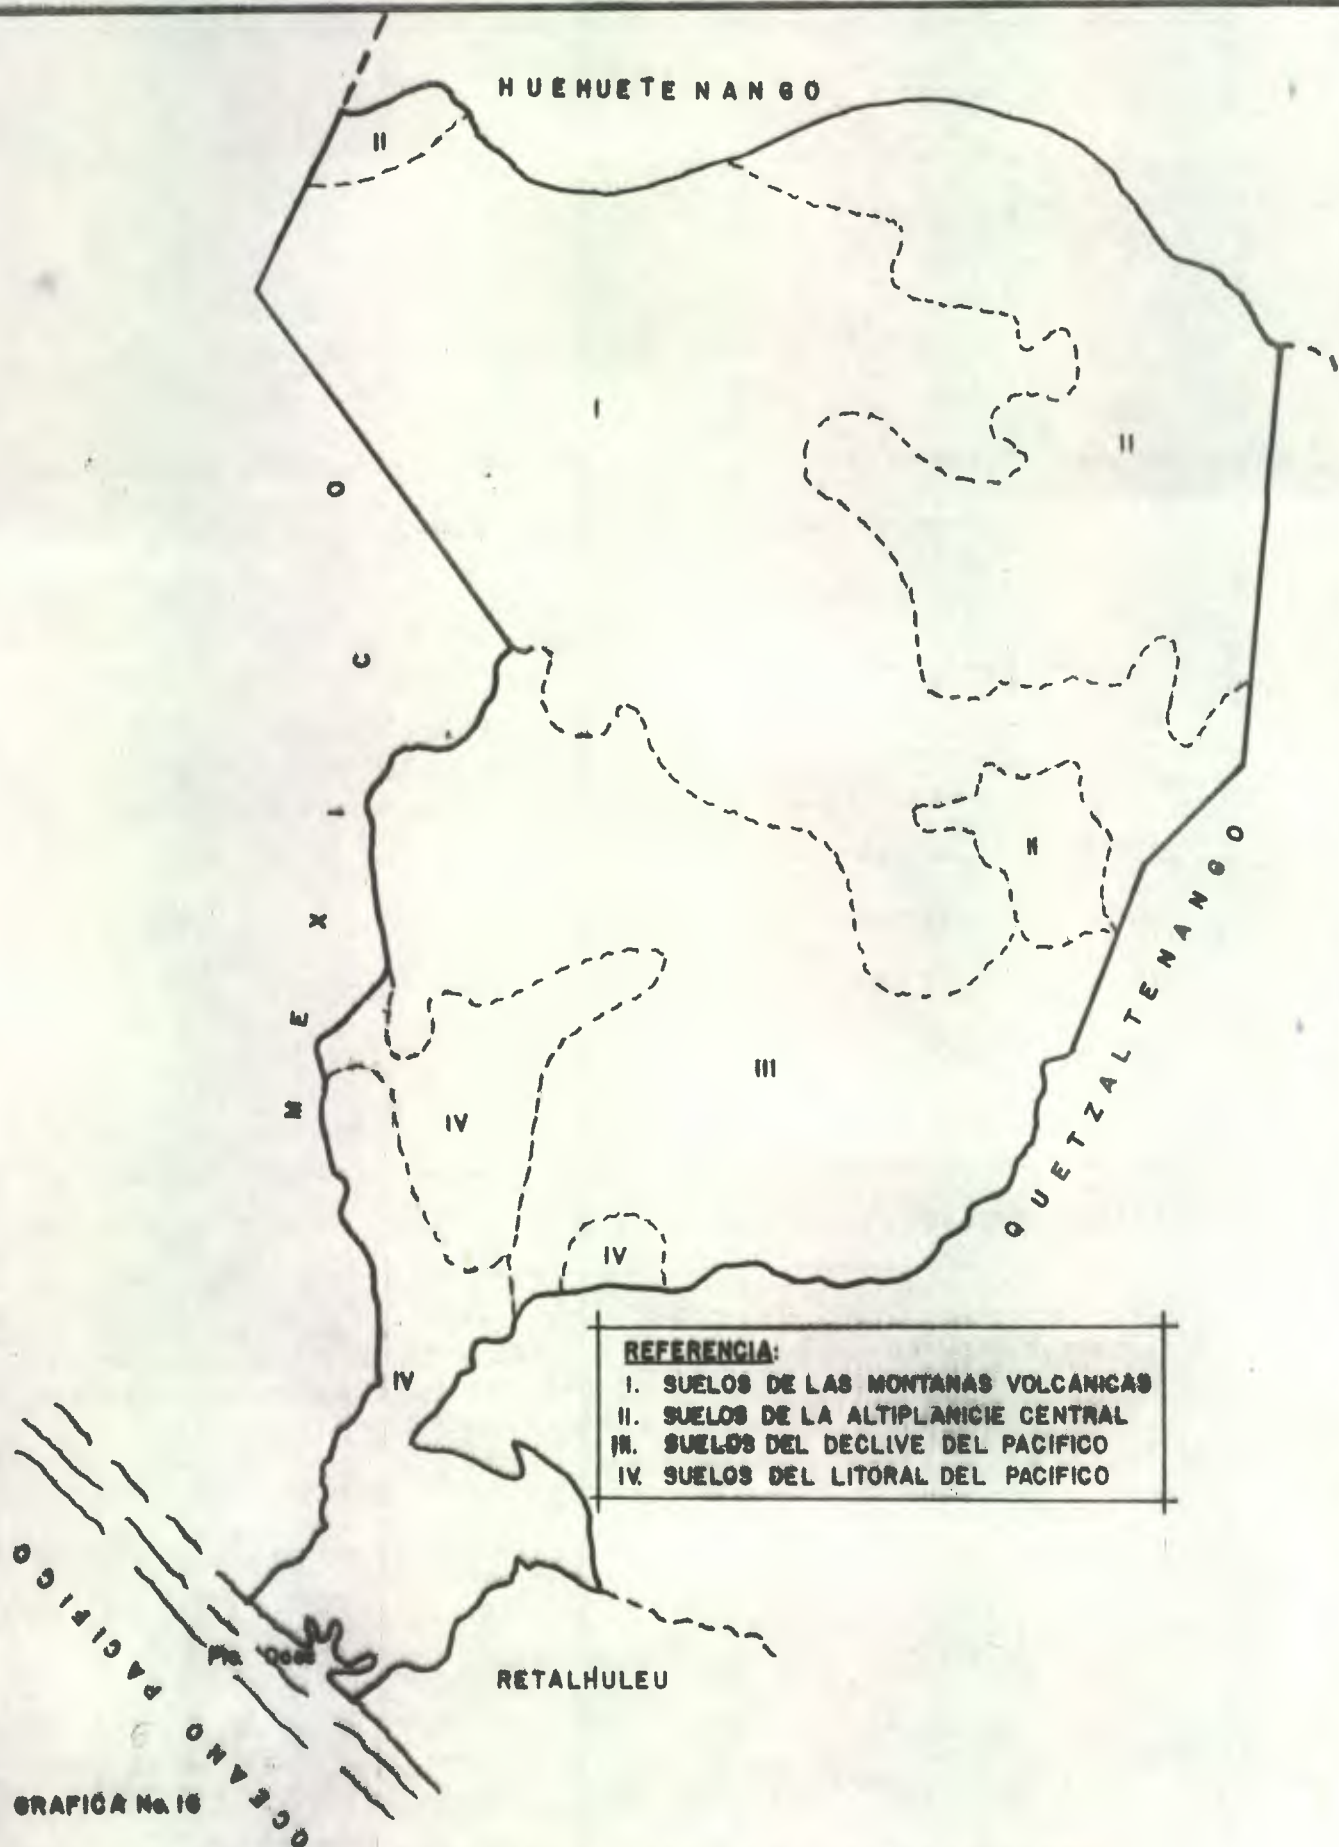 HUEHUETENANGO
II
I
II
MEXICO
II
QUETZALTENANGO
III
IV
IV
IV
REFERENCIA:
I. SUELOS DE LAS MONTANAS VOLCANICAS
II. SUELOS DE LA ALTIPLANICIE CENTRAL
III. SUELOS DEL DECLIVE DEL PACIFICO
IV. SUELOS DEL LITORAL DEL PACIFICO
Pto. Ocos
RETALHULEU
OCEANO PACIFICO
GRAFICA No. 16